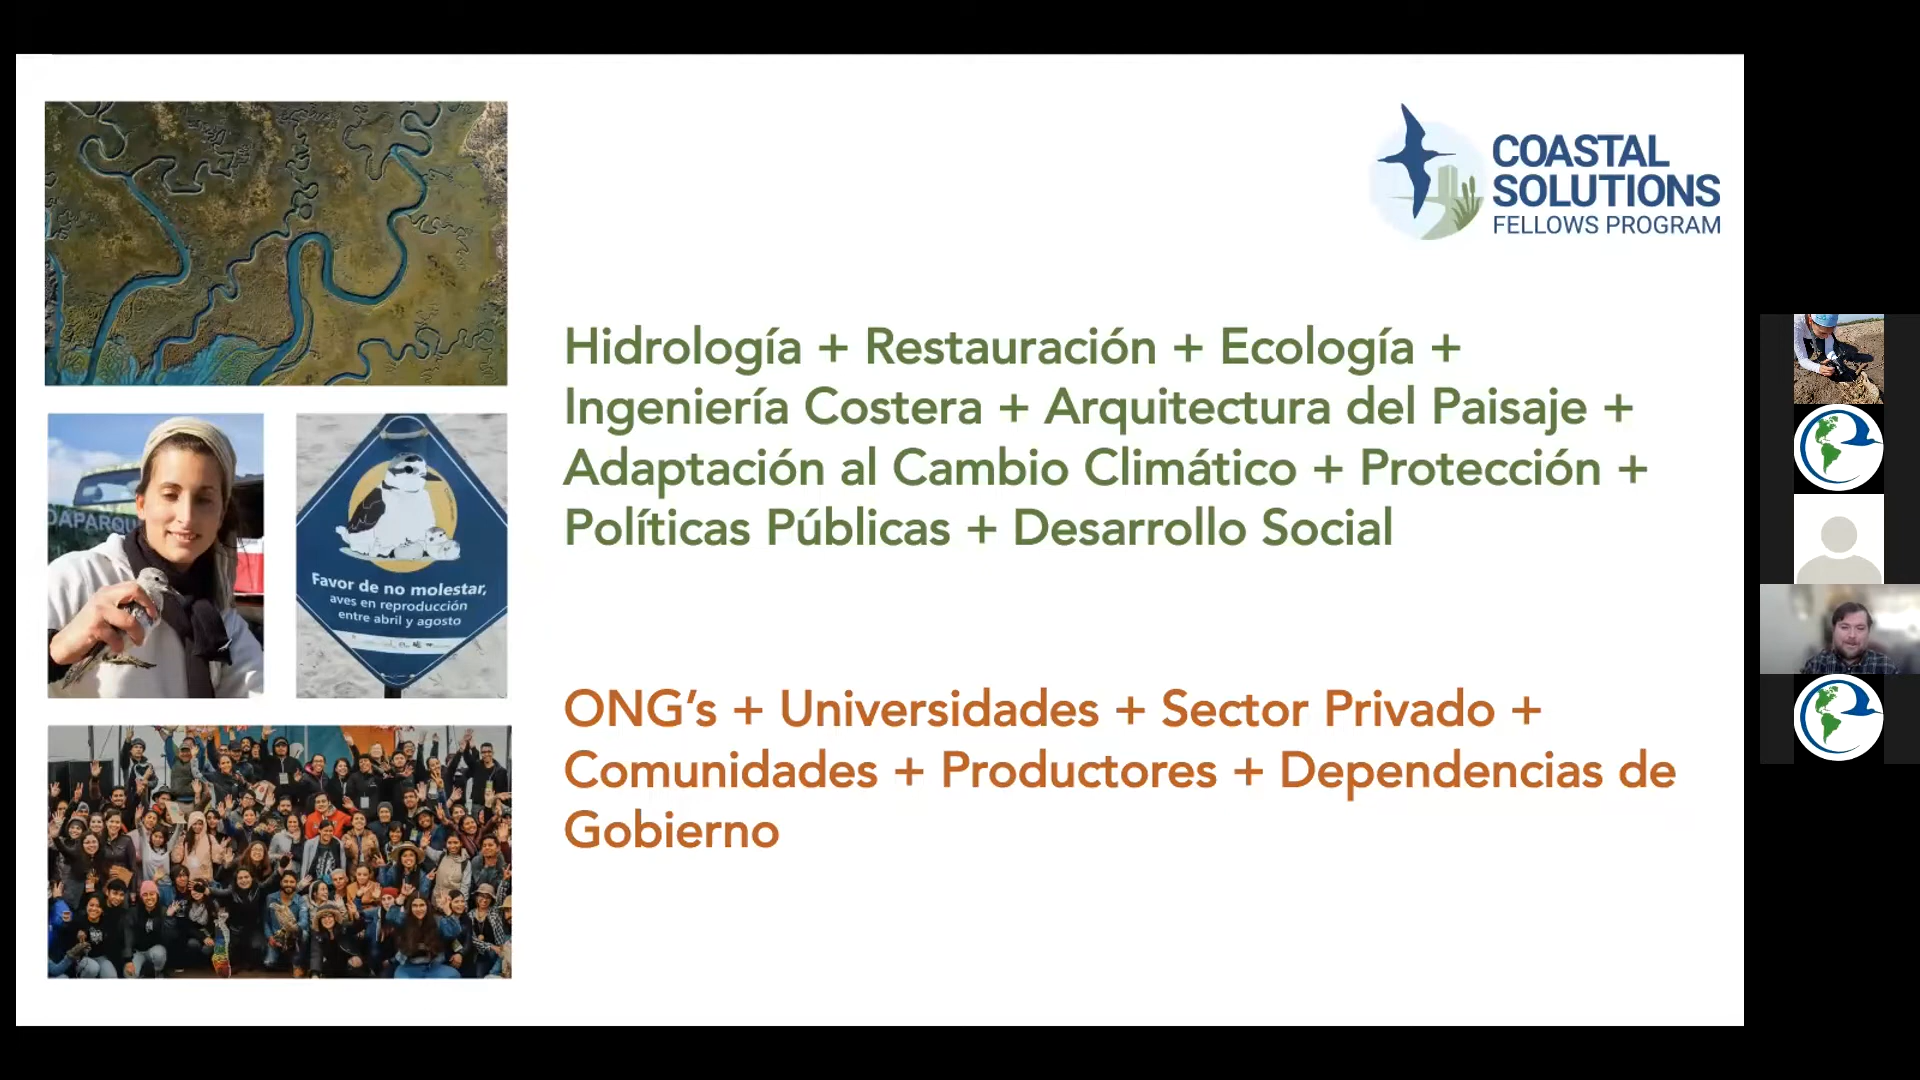 COASTAL
SOLUTIONS
FELLOWS PROGRAM
Hidrología + Restauración + Ecología +
Ingeniería Costera + Arquitectura del Paisaje +
Adaptación al Cambio Climático + Protección +
Políticas Públicas + Desarrollo Social
Favor de no molestar,
aves en reproducción
entre abril y agosto
ONG’s + Universidades + Sector Privado +
Comunidades + Productores + Dependencias de
Gobierno